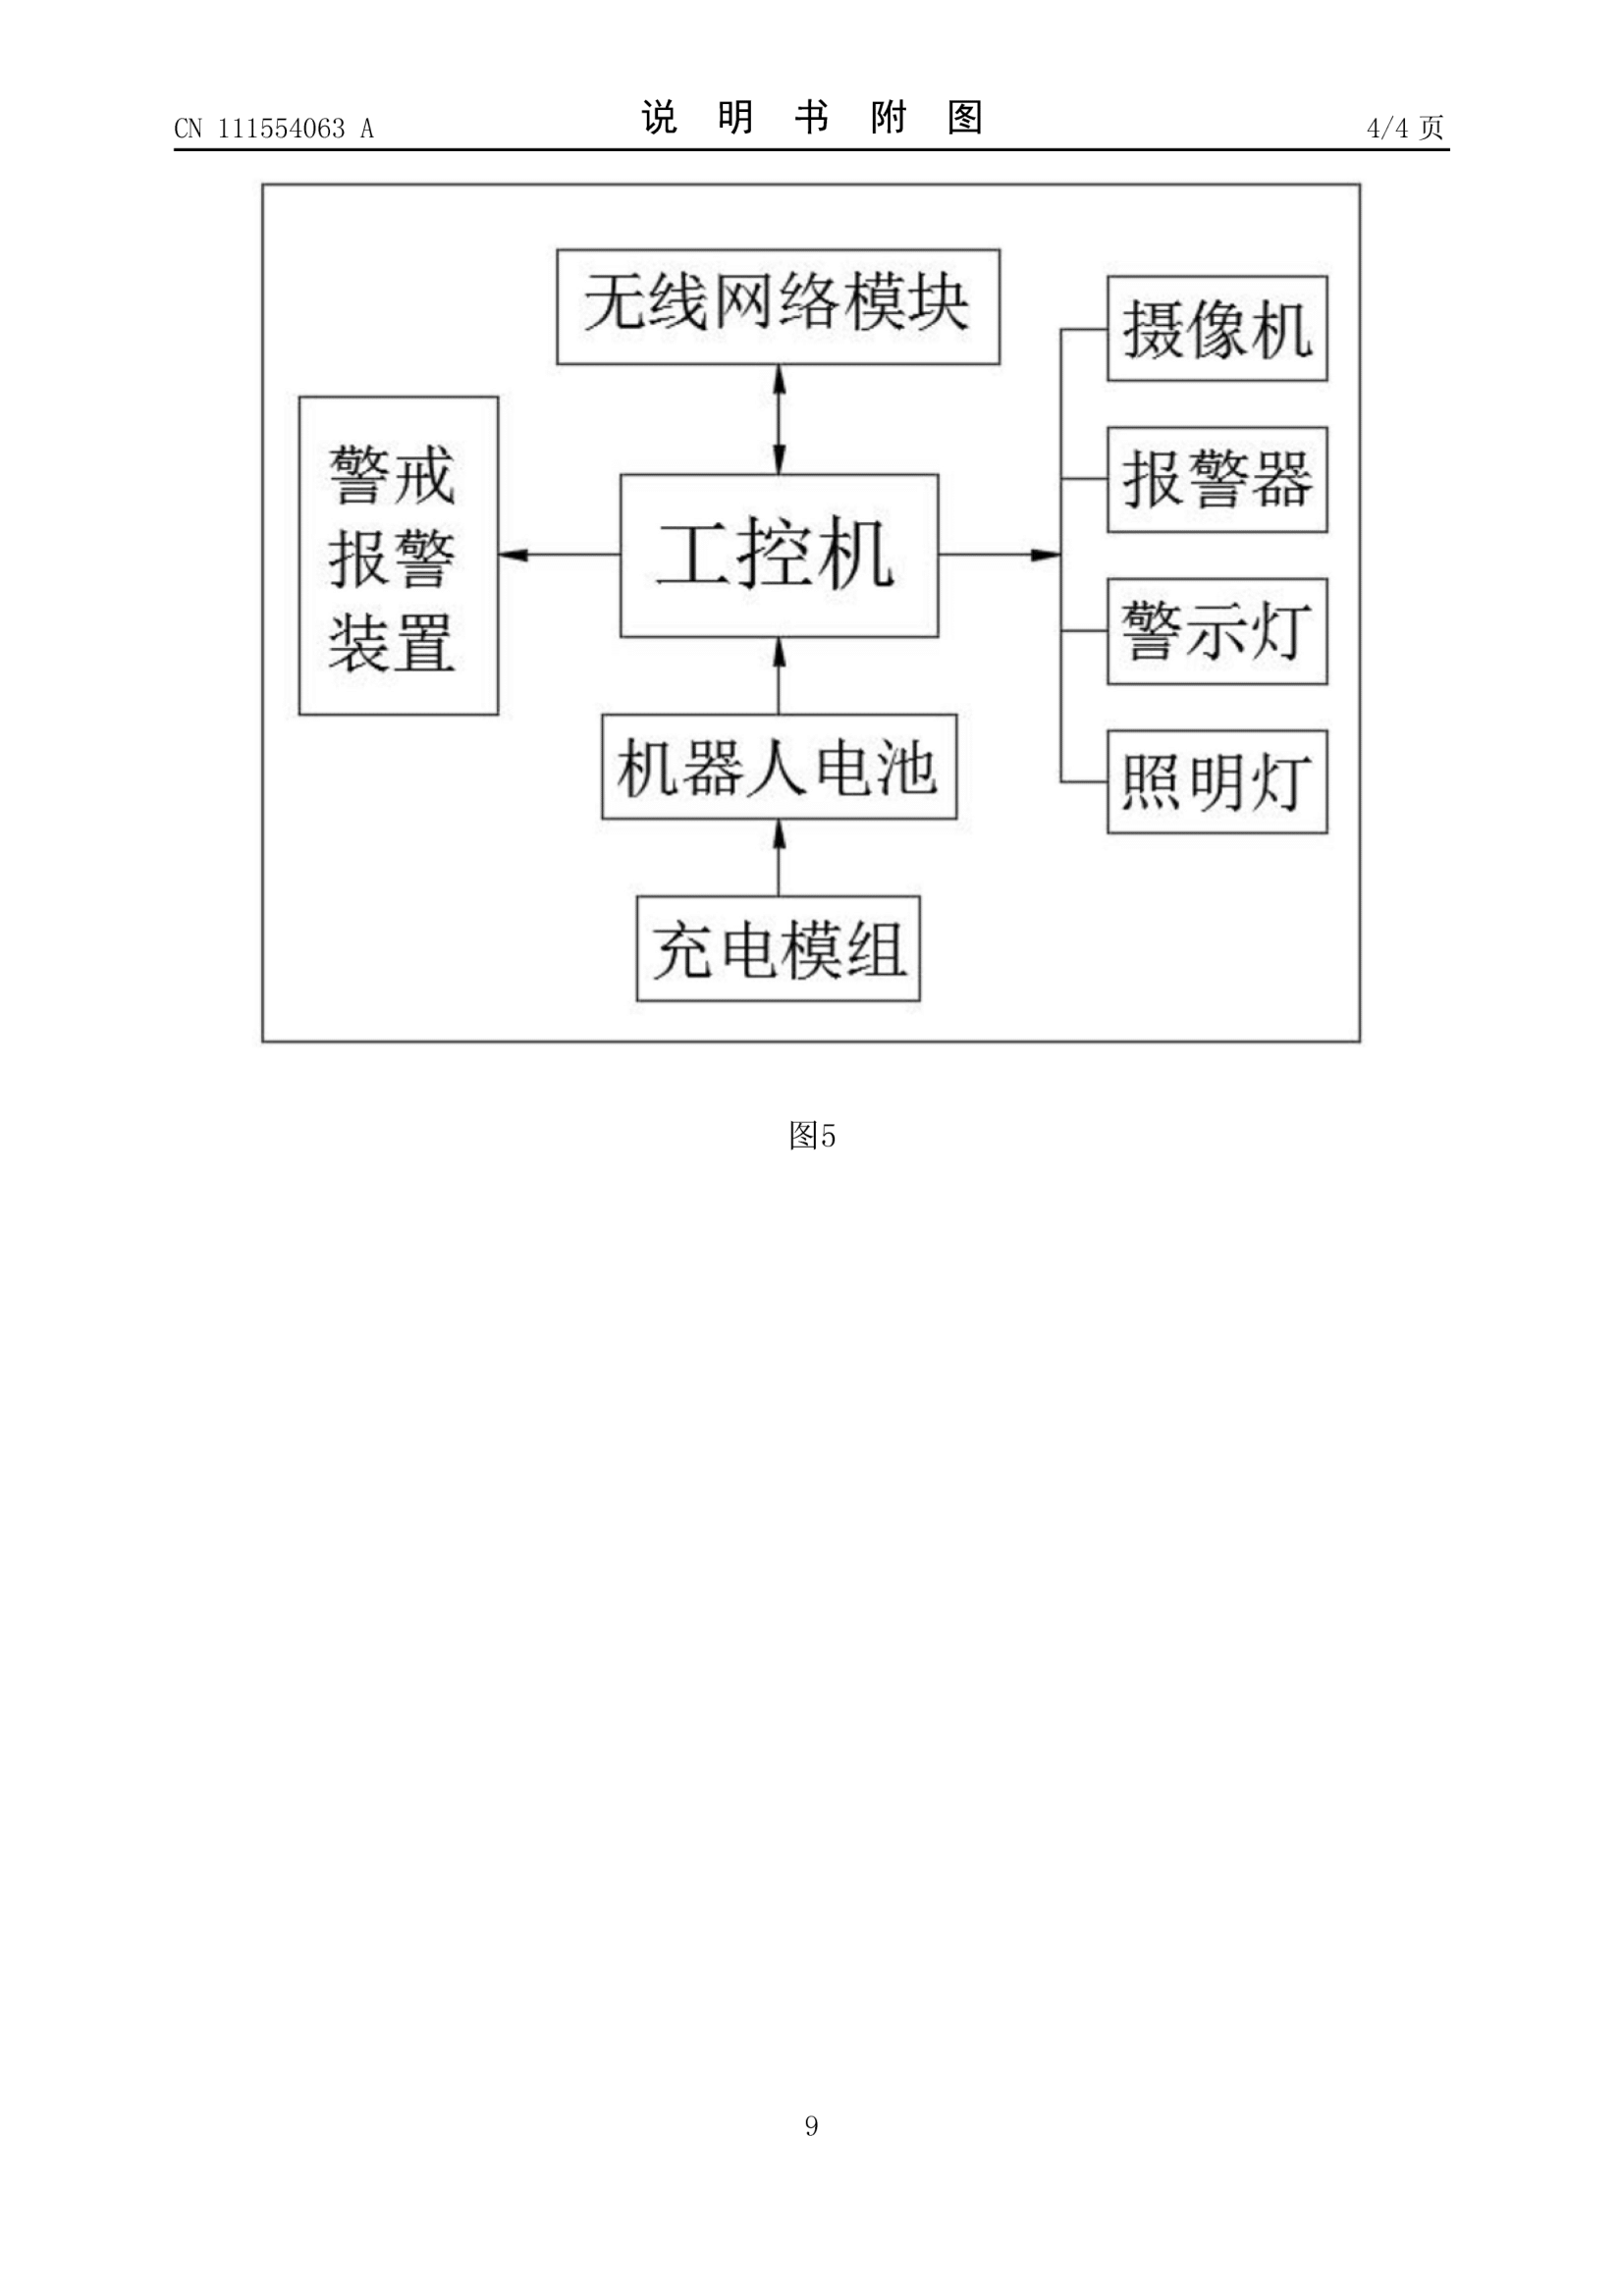 CN 111554063 A
说 明 书 附 图
4/4 页
无线网络模块
摄像机
警戒
报警
装置
报警器
工控机
警示灯
机器人电池
照明灯
充电模组
图5
9